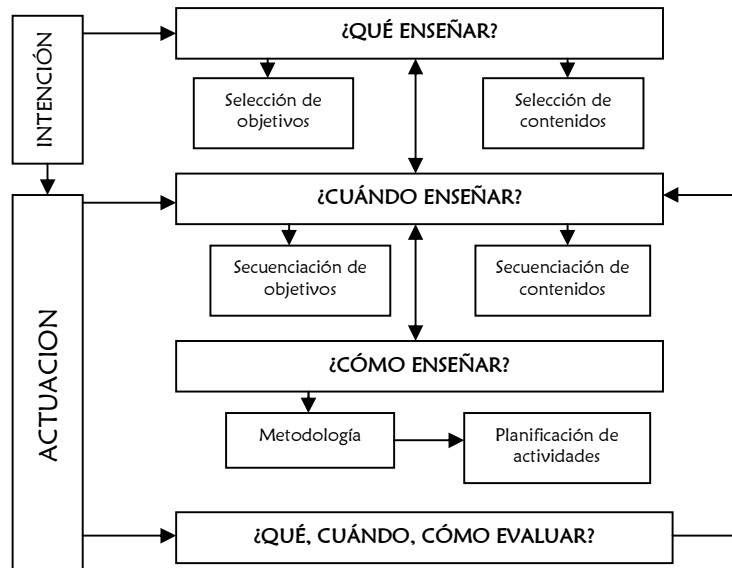 INTENCIÓN
¿QUÉ ENSEÑAR?
Selección de
objetivos
Selección de
contenidos
ACTUACION
¿CUÁNDO ENSEÑAR?
Secuenciación de
objetivos
Secuenciación de
contenidos
¿CÓMO ENSEÑAR?
Metodología
Planificación de
actividades
¿QUÉ, CUÁNDO, CÓMO EVALUAR?